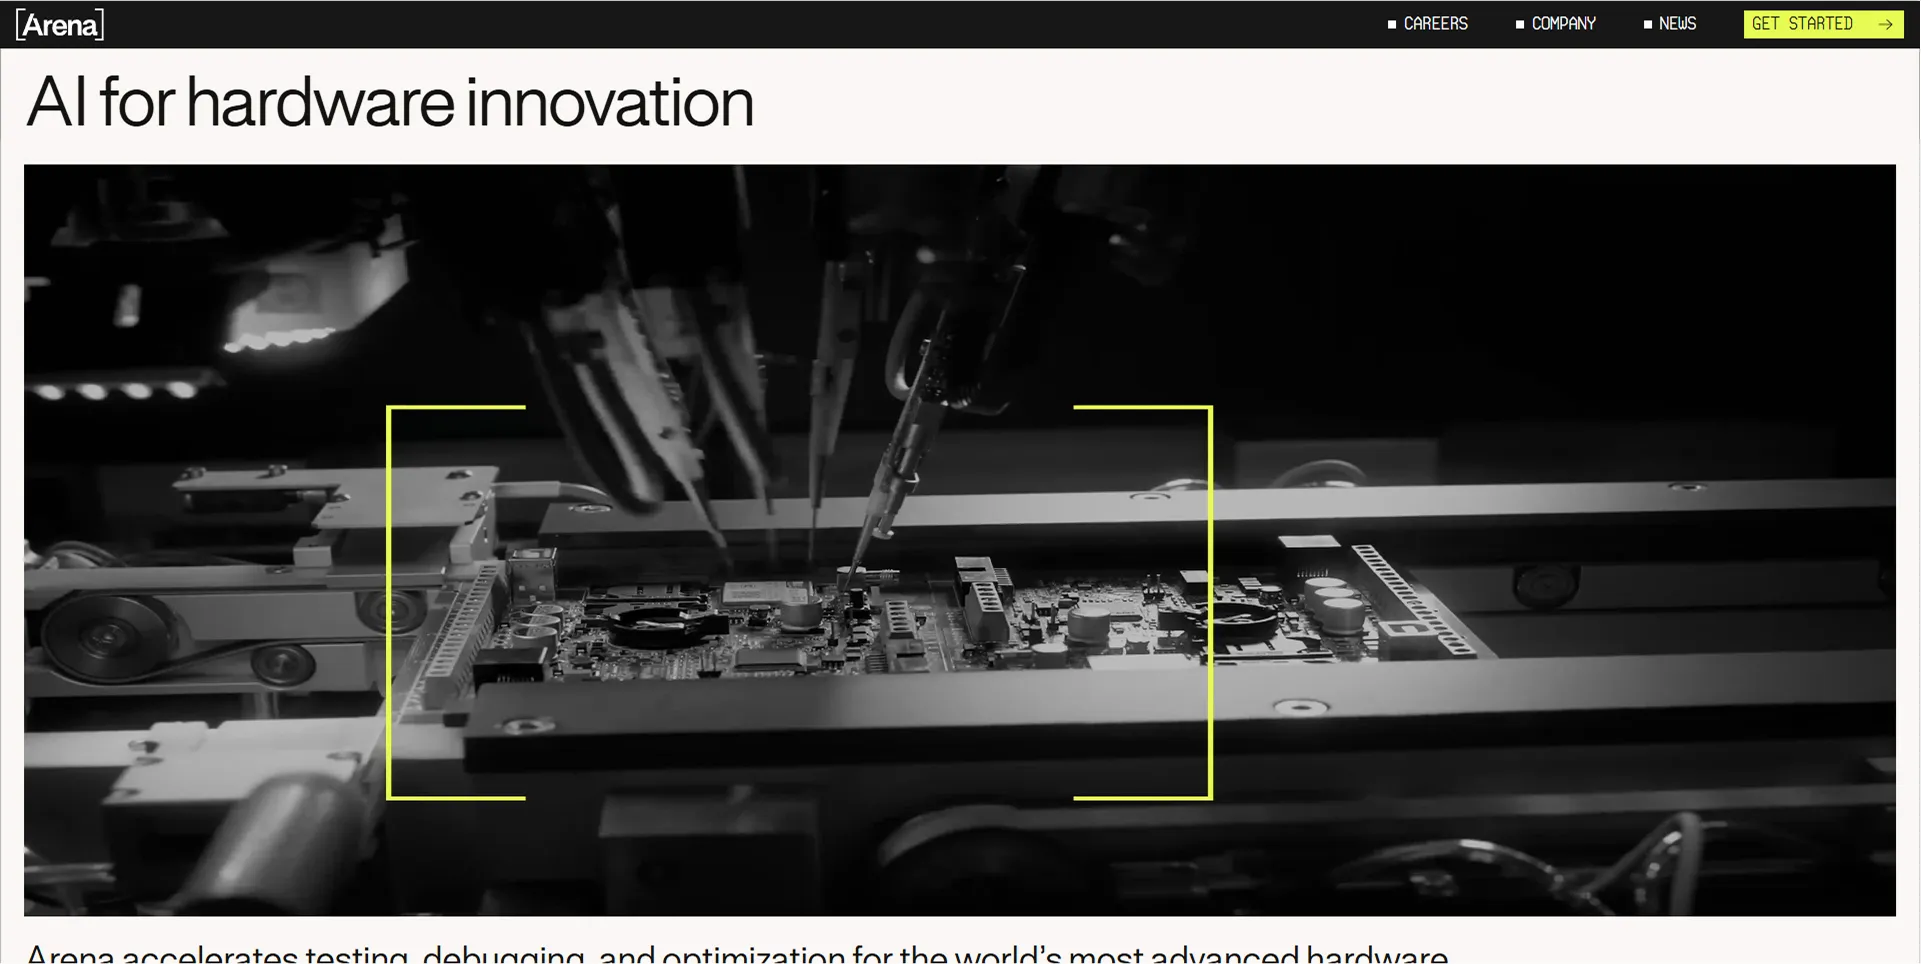 [Arena]
CAREERS
COMPANY
NEWS
GET STARTED →
AI for hardware innovation
Arena accelerates testing, debugging, and optimization for the world's most advanced hardware